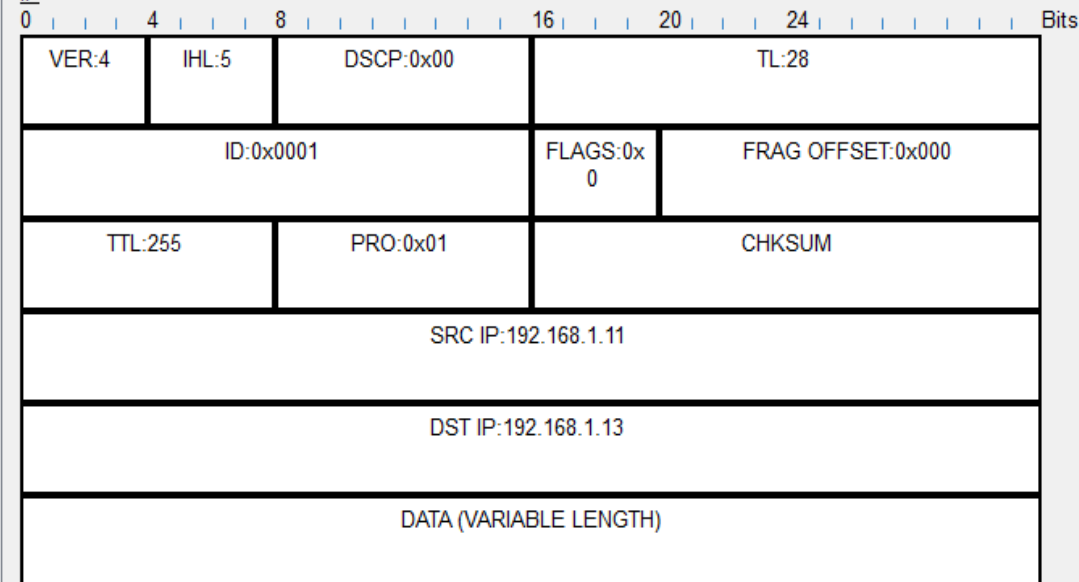 0 4 8 16 20 24 Bits
VER:4 IHL:5 DSCP:0x00 TL:28
ID:0x0001 FLAGS:0x FRAG OFFSET:0x000
0
TTL:255 PRO:0x01 CHKSUM
SRC IP:192.168.1.11
DST IP:192.168.1.13
DATA (VARIABLE LENGTH)